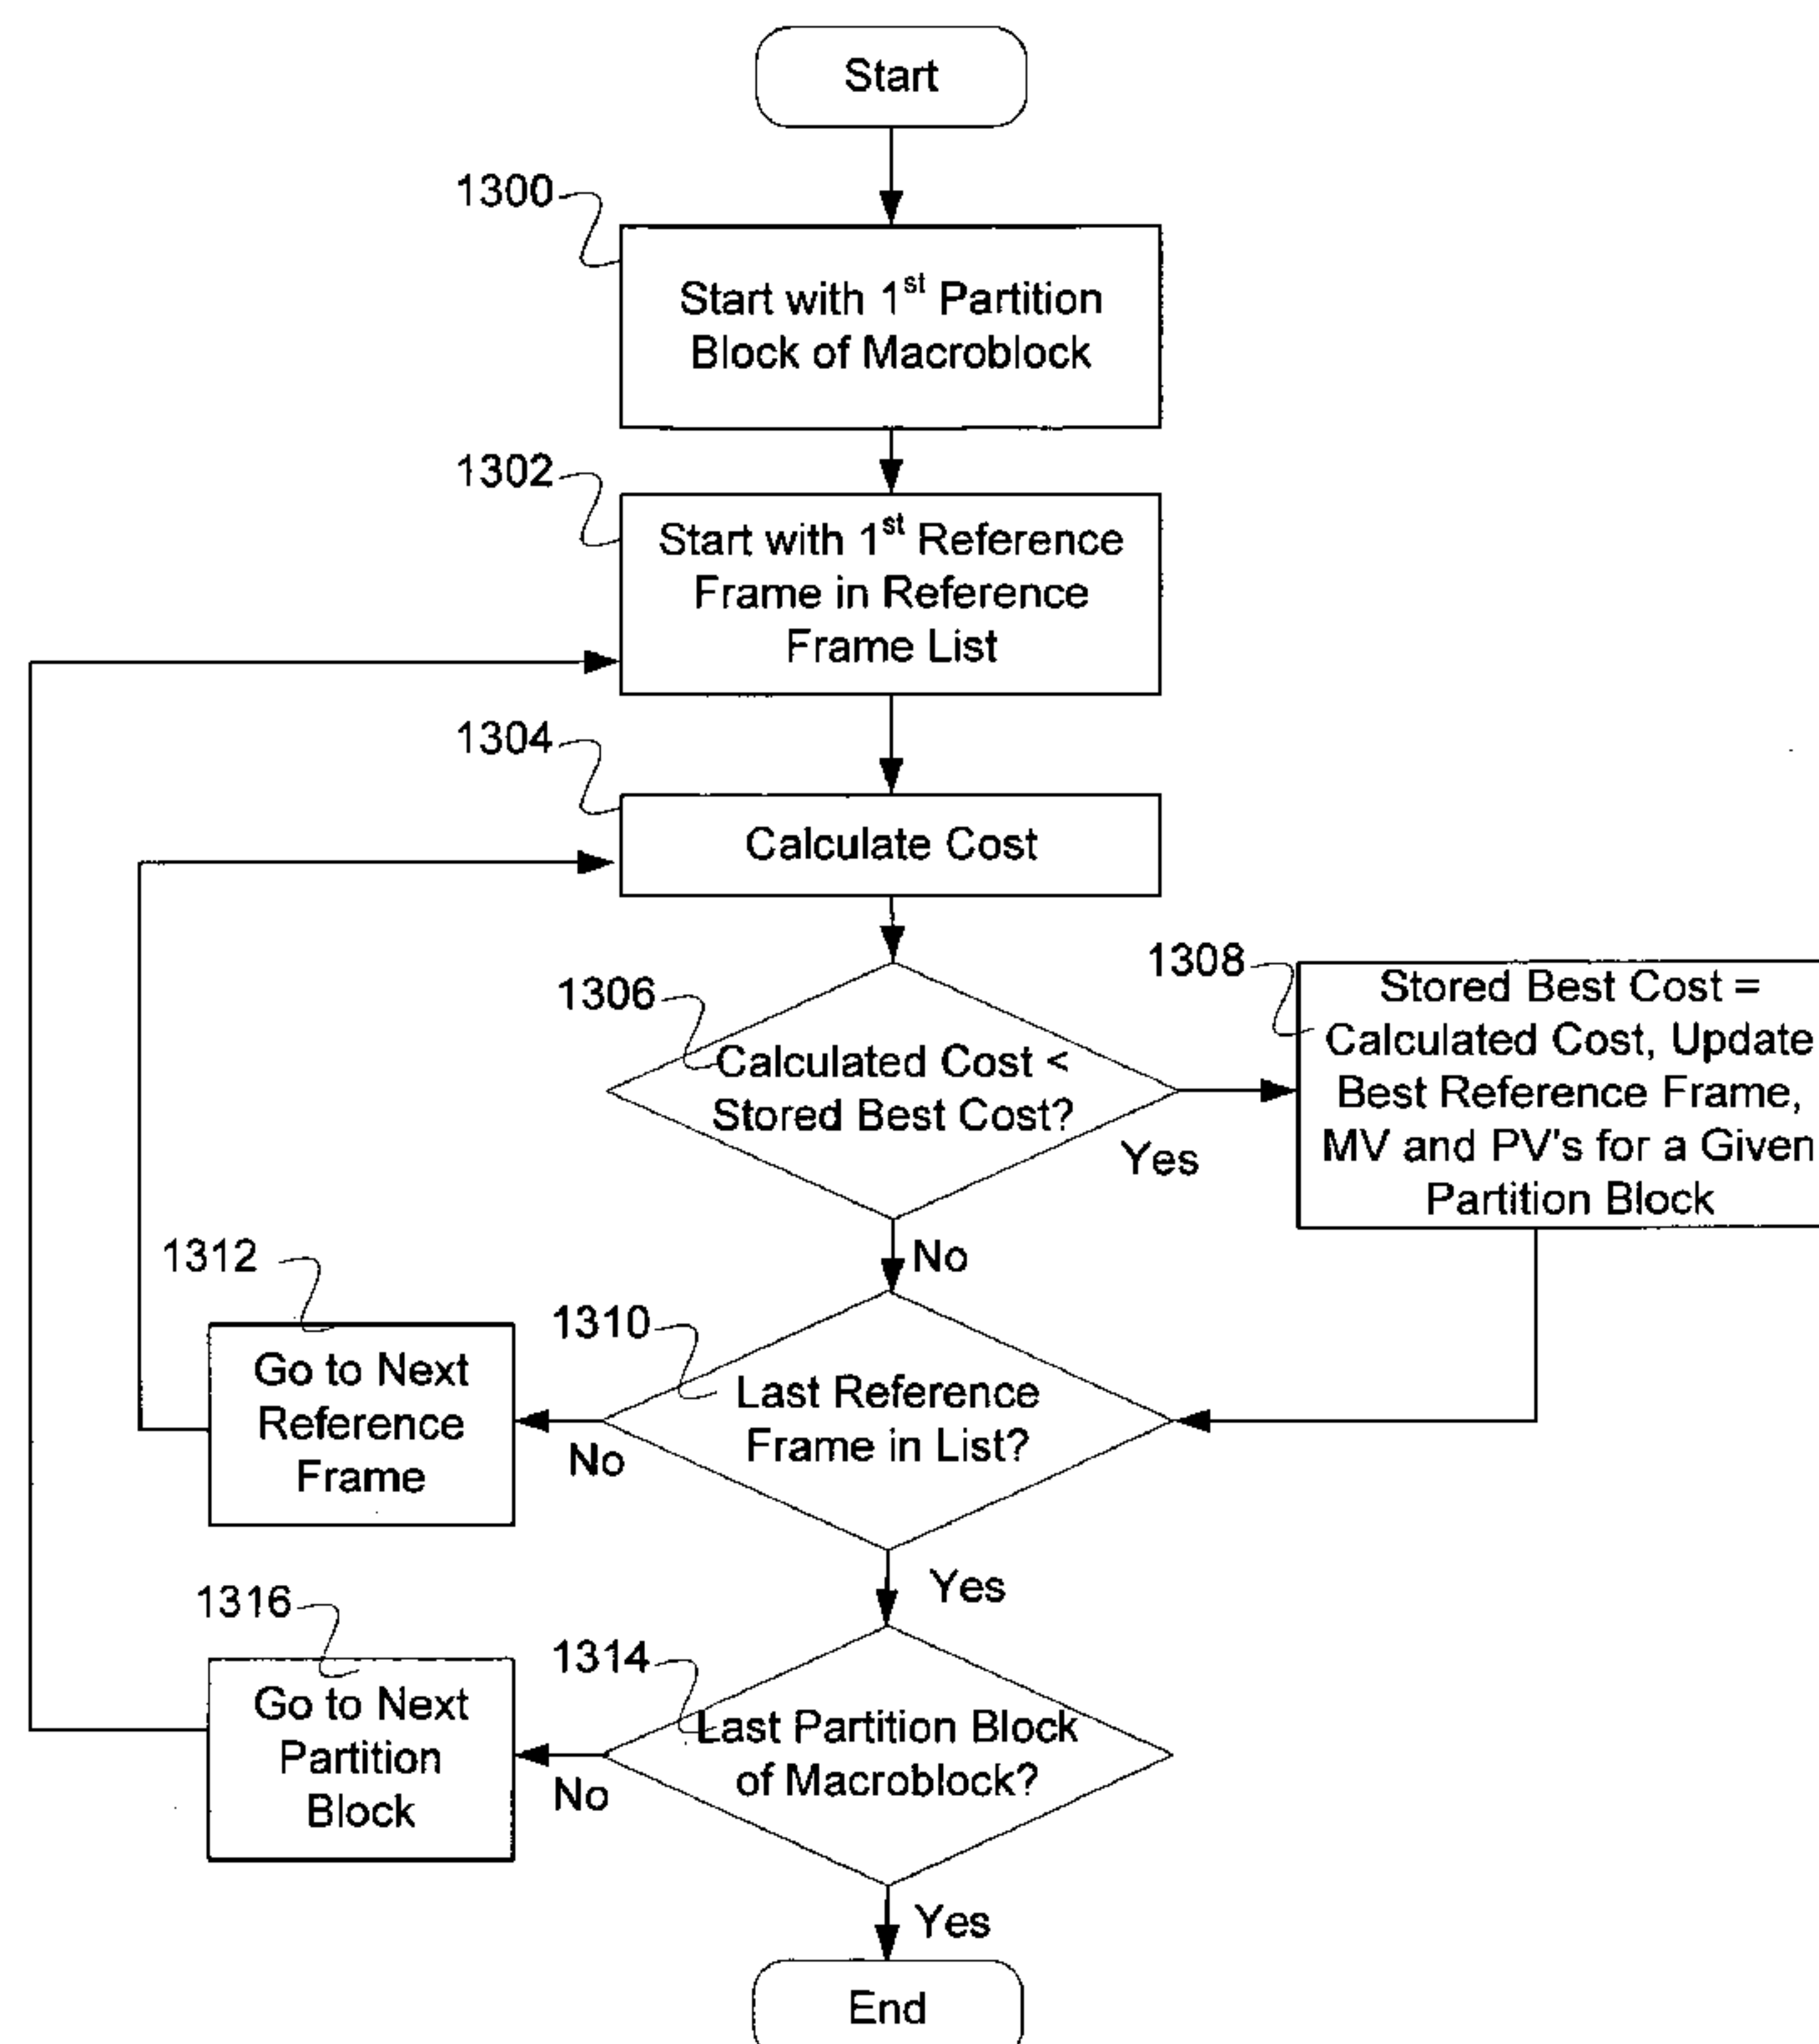 Start
1300
Start with 1st Partition
Block of Macroblock
1302
Start with 1st Reference
Frame in Reference
Frame List
1304
Calculate Cost
1306
Calculated Cost <
Stored Best Cost?
Yes
1308
Stored Best Cost =
Calculated Cost, Update
Best Reference Frame,
MV and PV's for a Given
Partition Block
No
1310
Last Reference
Frame in List?
No
1312
Go to Next
Reference
Frame
Yes
1314
Last Partition Block
of Macroblock?
No
1316
Go to Next
Partition
Block
Yes
End